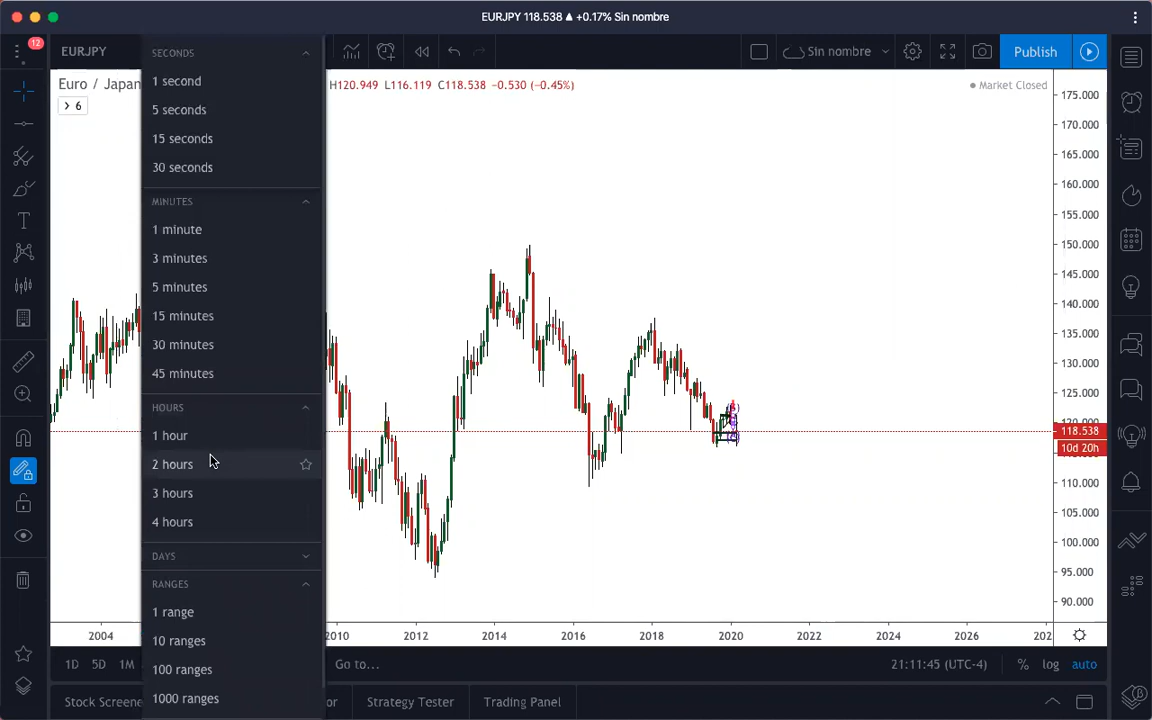 EURJPY 118.538 ▲ +0.17% Sin nombre
12
EURJPY
Sin nombre
Publish
Euro / Japan
H120.949 L116.119 C118.538 −0.530 (−0.45%)
Market Closed
> 6
SECONDS
1 second
5 seconds
15 seconds
30 seconds
MINUTES
1 minute
3 minutes
5 minutes
15 minutes
30 minutes
45 minutes
HOURS
1 hour
2 hours
3 hours
4 hours
DAYS
RANGES
1 range
10 ranges
100 ranges
1000 ranges
175.000
170.000
165.000
160.000
155.000
150.000
145.000
140.000
135.000
130.000
125.000
118.538
10d 20h
110.000
105.000
100.000
95.000
90.000
2004
2010
2012
2014
2016
2018
2020
2022
2024
2026
202
1D 5D 1M
Go to...
21:11:45 (UTC-4)
% log auto
Stock Screene
or
Strategy Tester
Trading Panel